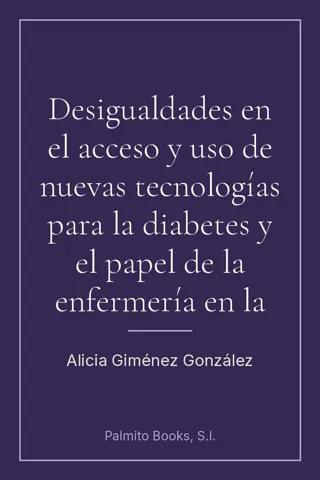 Desigualdades en
el acceso y uso de
nuevas tecnologías
para la diabetes y
el papel de la
enfermería en la
Alicia Giménez González
Palmito Books, S.l.